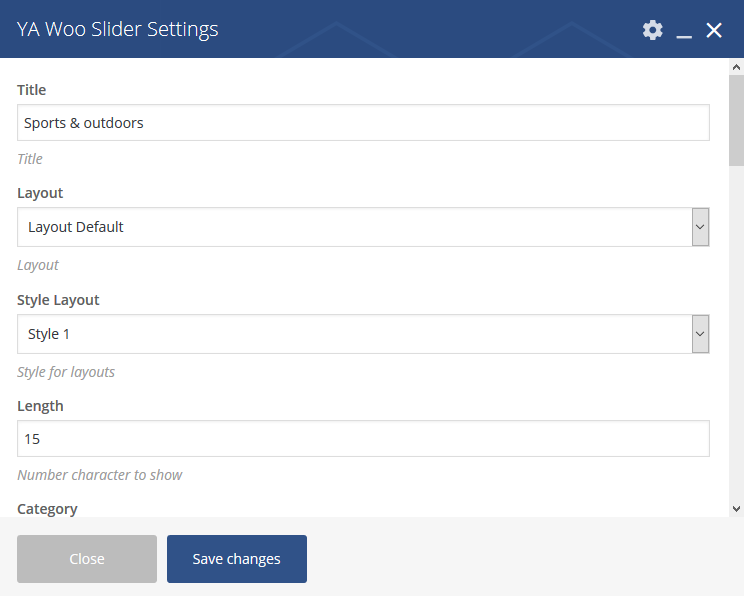 YA Woo Slider Settings
Title
Sports & outdoors
Title
Layout
Layout Default
Layout
Style Layout
Style 1
Style for layouts
Length
15
Number character to show
Category
Close Save changes